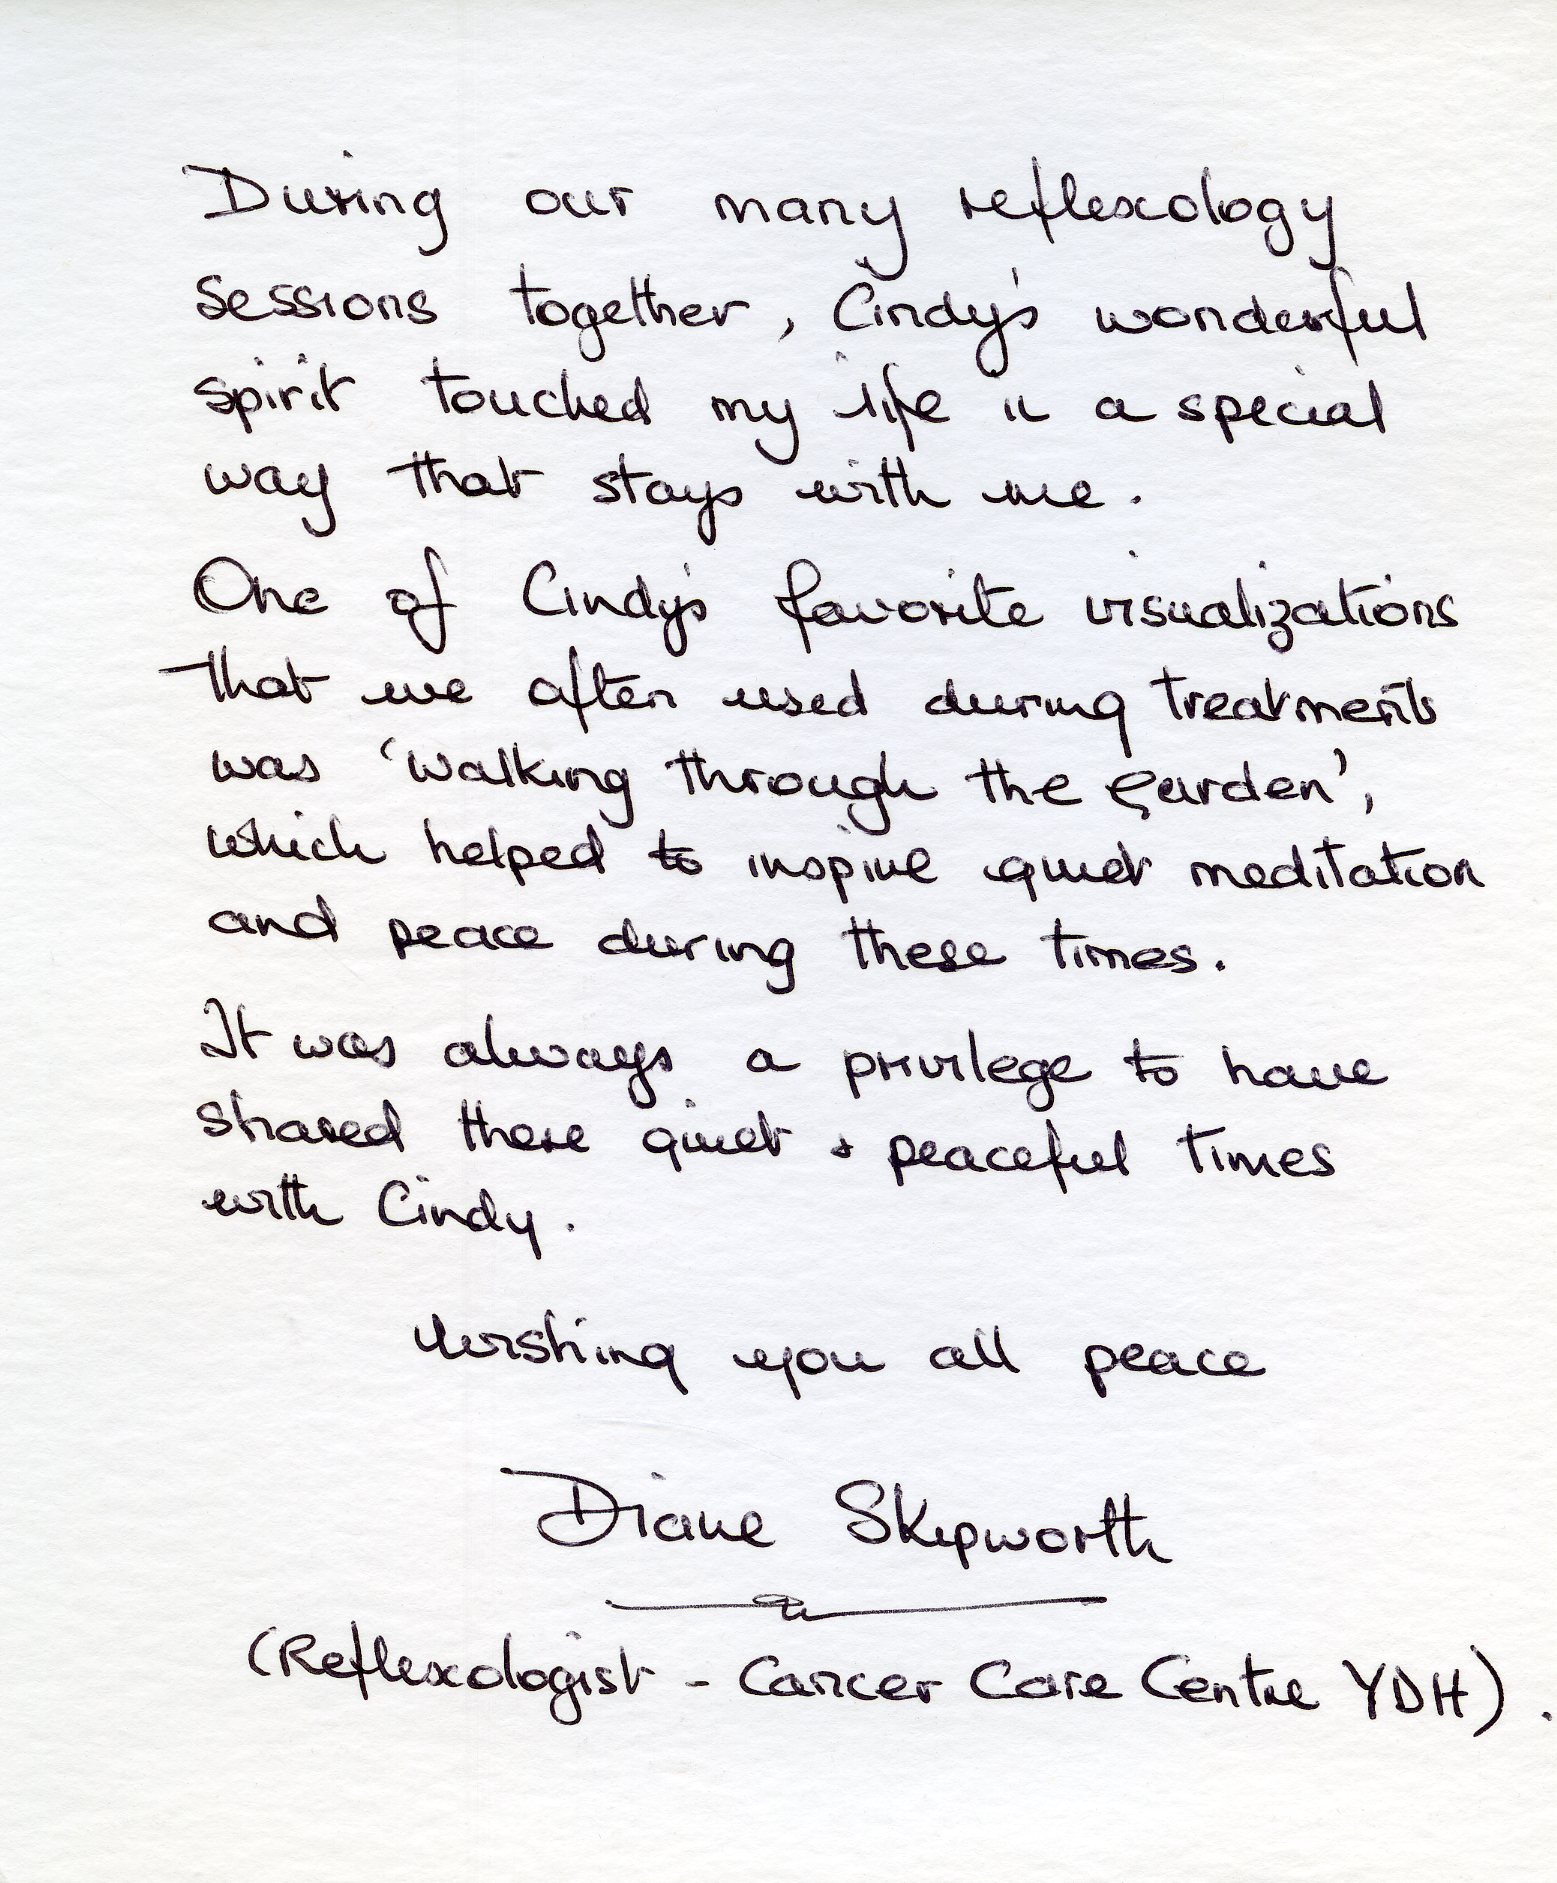 During our many reflexology
sessions together, Cindy's wonderful
spirit touched my life in a special
way that stays with me.
One of Cindy's favorite visualizations
that we often used during treatments
was 'walking through the garden',
which helped to inspire quiet meditation
and peace during these times.
It was always a privilege to have
shared these quiet & peaceful times
with Cindy.
Wishing you all peace
Diane Skipworth
(Reflexologist - Cancer Care Centre YDH).